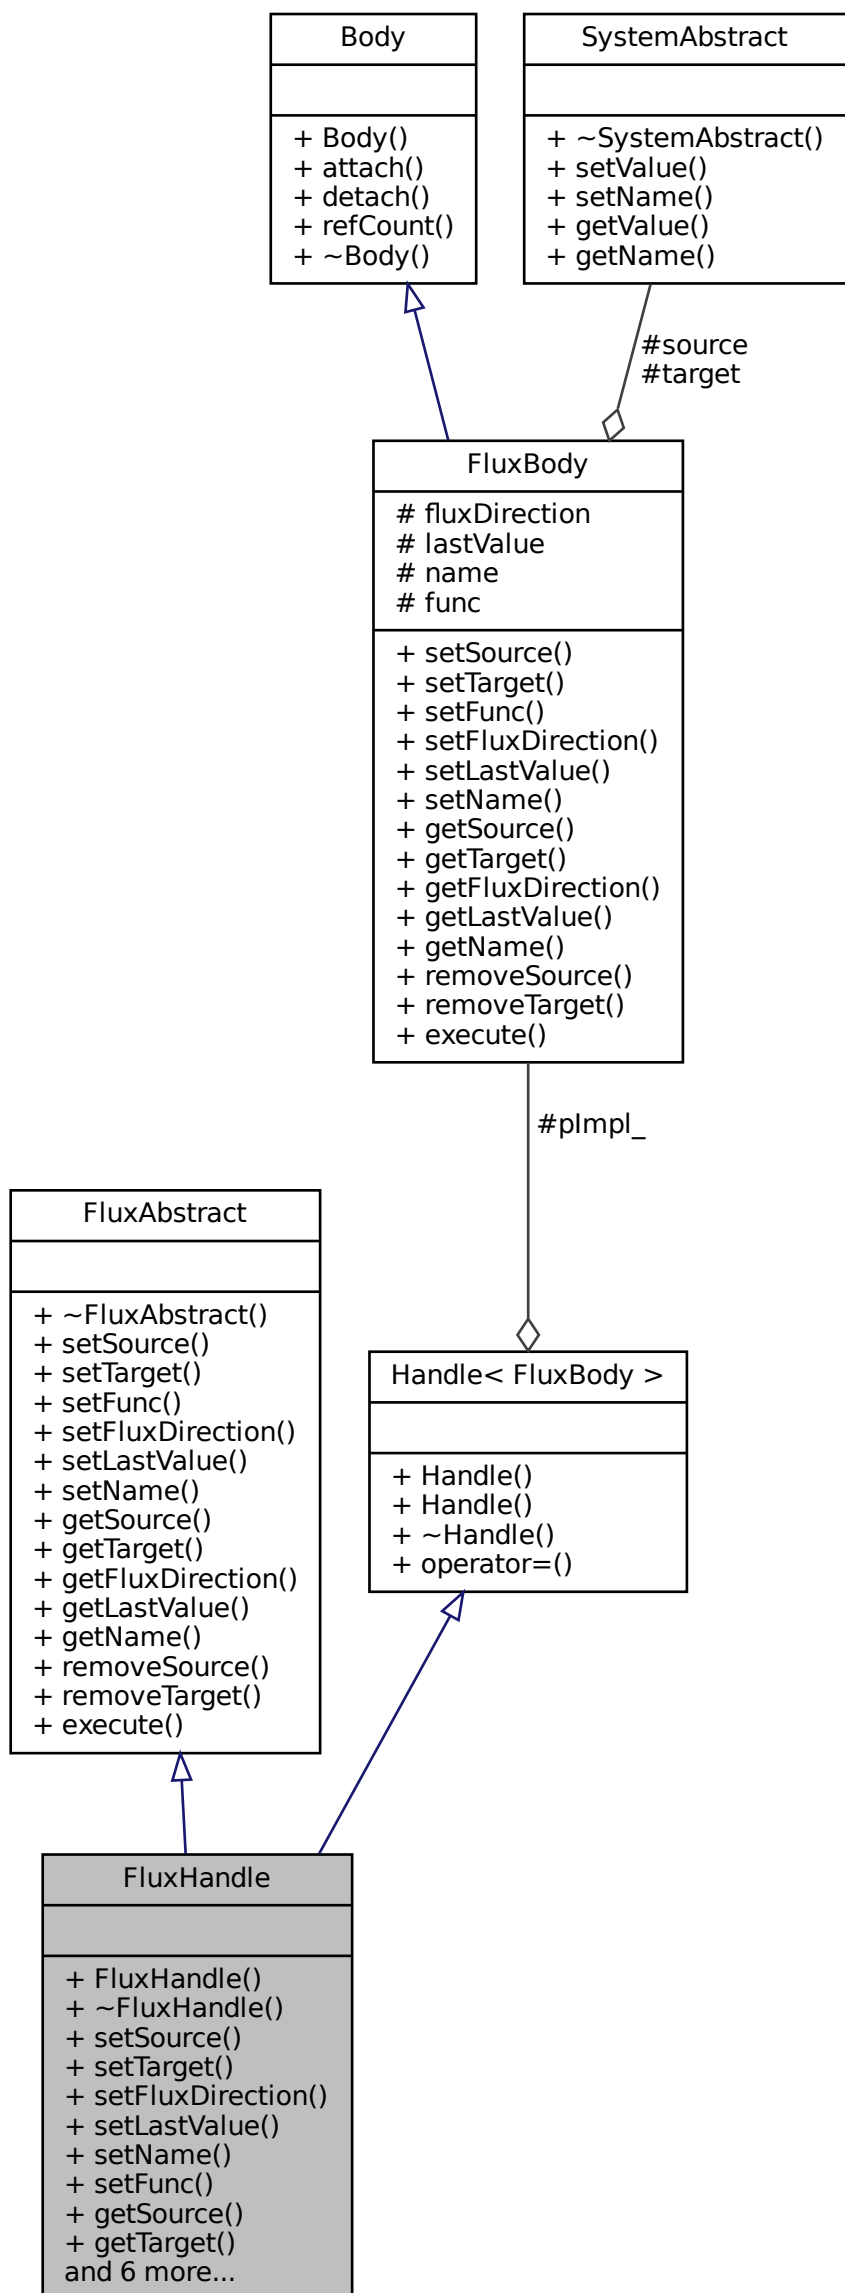 Body
+ Body()
+ attach()
+ detach()
+ refCount()
+ ~Body()
SystemAbstract
+ ~SystemAbstract()
+ setValue()
+ setName()
+ getValue()
+ getName()
#source
#target
FluxBody
# fluxDirection
# lastValue
# name
# func
+ setSource()
+ setTarget()
+ setFunc()
+ setFluxDirection()
+ setLastValue()
+ setName()
+ getSource()
+ getTarget()
+ getFluxDirection()
+ getLastValue()
+ getName()
+ removeSource()
+ removeTarget()
+ execute()
#pImpl_
FluxAbstract
+ ~FluxAbstract()
+ setSource()
+ setTarget()
+ setFunc()
+ setFluxDirection()
+ setLastValue()
+ setName()
+ getSource()
+ getTarget()
+ getFluxDirection()
+ getLastValue()
+ getName()
+ removeSource()
+ removeTarget()
+ execute()
Handle< FluxBody >
+ Handle()
+ Handle()
+ ~Handle()
+ operator=()
FluxHandle
+ FluxHandle()
+ ~FluxHandle()
+ setSource()
+ setTarget()
+ setFluxDirection()
+ setLastValue()
+ setName()
+ setFunc()
+ getSource()
+ getTarget()
and 6 more...